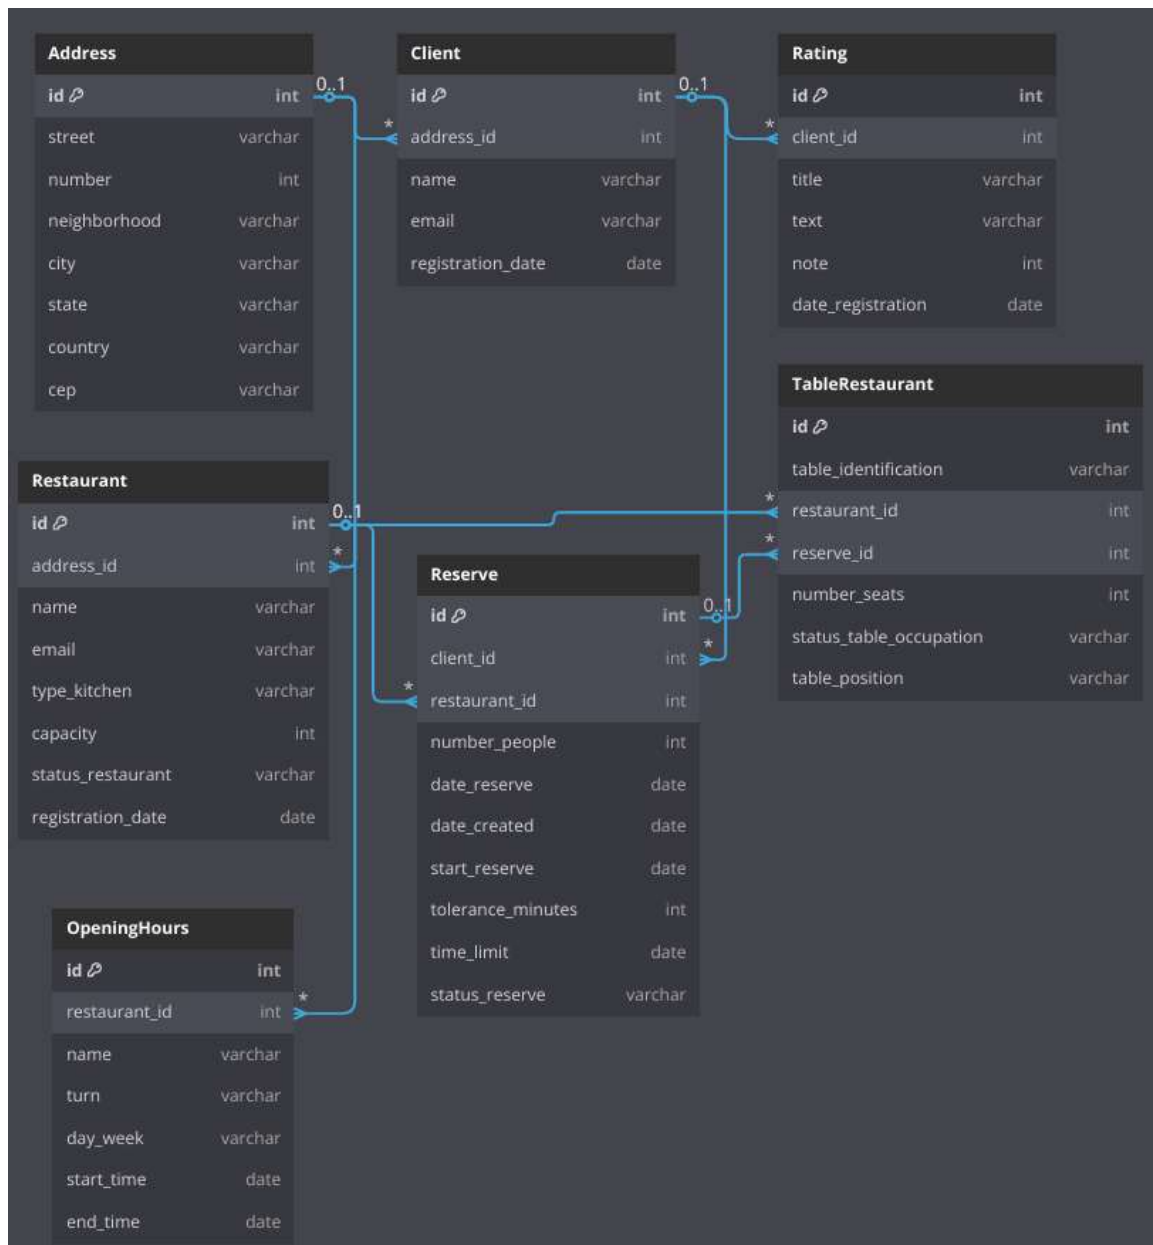 Address
id int 0..1
street varchar
number int
neighborhood varchar
city varchar
state varchar
country varchar
cep varchar
Client
id int 0..1
* address_id int
name varchar
email varchar
registration_date date
Rating
id int
* client_id int
title varchar
text varchar
note int
date_registration date
TableRestaurant
id int
table_identification varchar
* restaurant_id int
* reserve_id int
number_seats int
status_table_occupation varchar
table_position varchar
Restaurant
id int 0..1
address_id int *
name varchar
email varchar
type_kitchen varchar
capacity int
status_restaurant varchar
registration_date date
Reserve
id int 0..1
client_id int *
* restaurant_id int
number_people int
date_reserve date
date_created date
start_reserve date
tolerance_minutes int
time_limit date
status_reserve varchar
OpeningHours
id int
restaurant_id int *
name varchar
turn varchar
day_week varchar
start_time date
end_time date